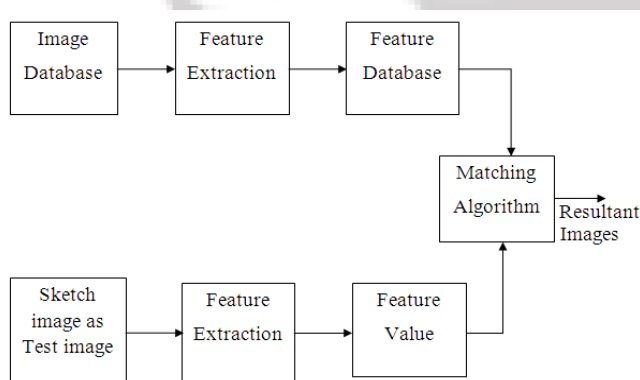 Image
Database
Feature
Extraction
Feature
Database
Matching
Algorithm
Resultant
Images
Sketch
image as
Test image
Feature
Extraction
Feature
Value